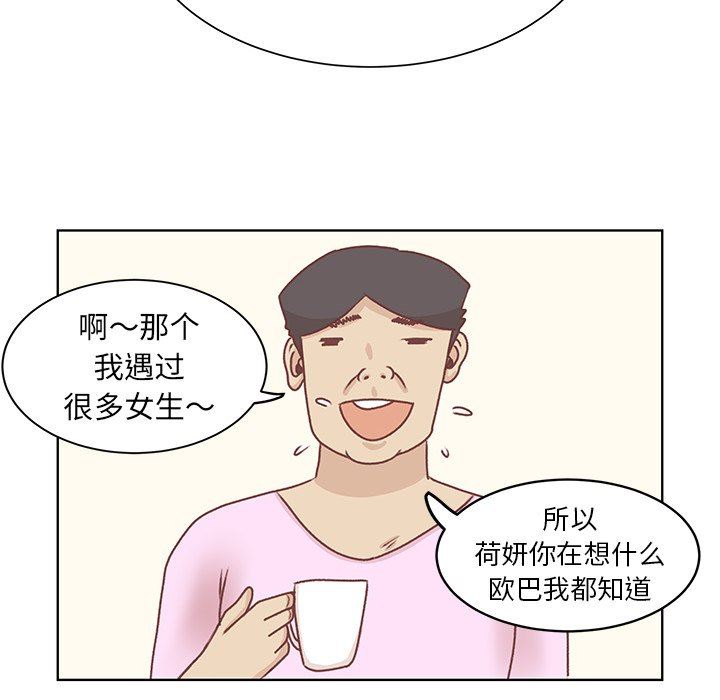 啊～那个
我遇过
很多女生～
所以
荷妍你在想什么
欧巴我都知道